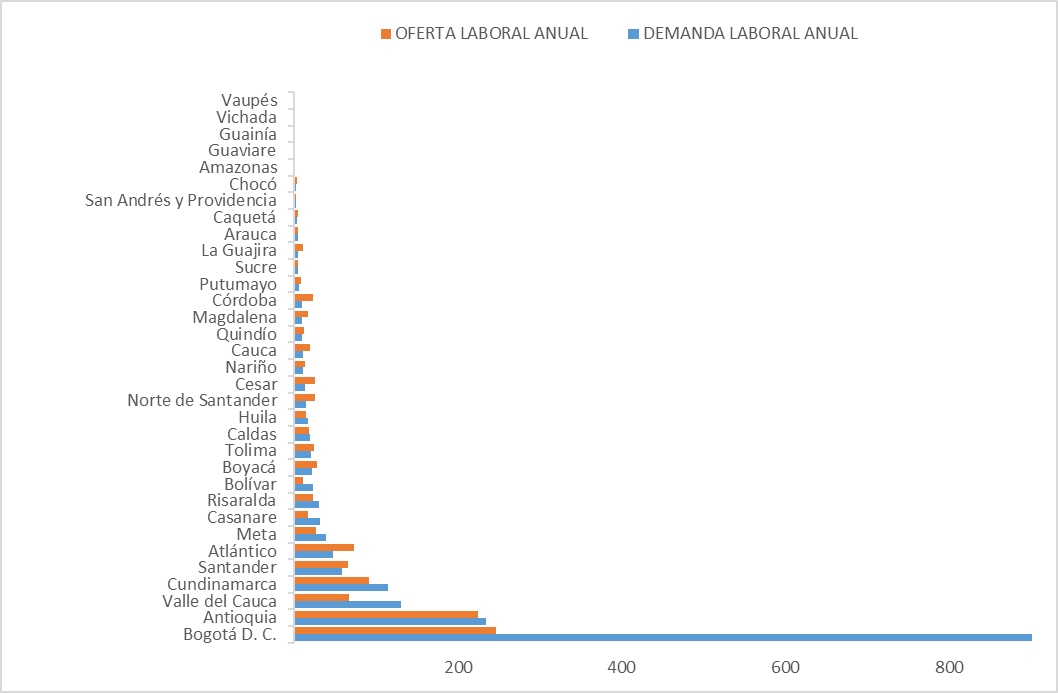 OFERTA LABORAL ANUAL DEMANDA LABORAL ANUAL
Vaupés
Vichada
Guainía
Guaviare
Amazonas
Chocó
San Andrés y Providencia
Caquetá
Arauca
La Guajira
Sucre
Putumayo
Córdoba
Magdalena
Quindío
Cauca
Nariño
Cesar
Norte de Santander
Huila
Caldas
Tolima
Boyacá
Bolívar
Risaralda
Casanare
Meta
Atlántico
Santander
Cundinamarca
Valle del Cauca
Antioquia
Bogotá D. C.
200 400 600 800